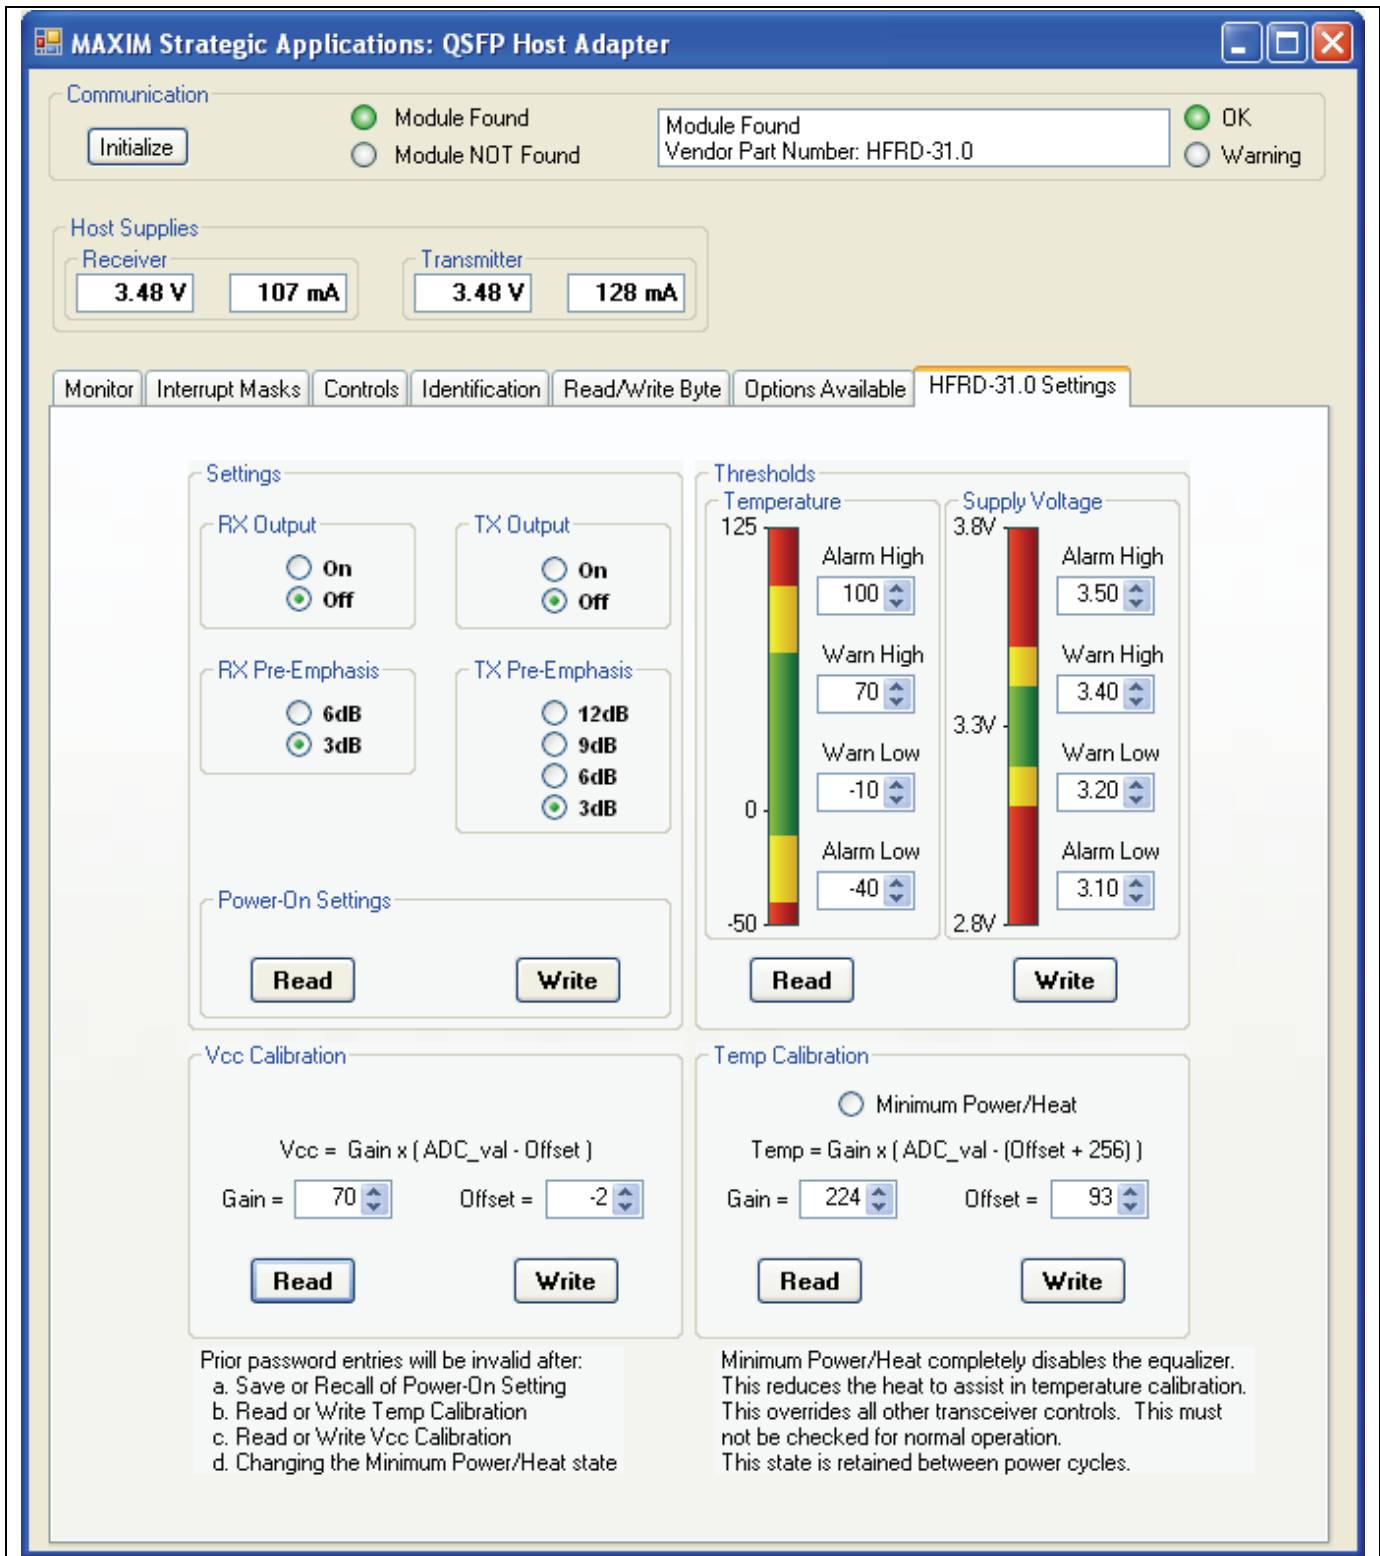 MAXIM Strategic Applications: QSFP Host Adapter
Communication
Initialize
Module Found
Module NOT Found
Module Found
Vendor Part Number: HFRD-31.0
OK
Warning
Host Supplies
Receiver
3.48 V
107 mA
Transmitter
3.48 V
128 mA
Monitor
Interrupt Masks
Controls
Identification
Read/Write Byte
Options Available
HFRD-31.0 Settings
Settings
RX Output
On
Off
TX Output
On
Off
RX Pre-Emphasis
6dB
3dB
TX Pre-Emphasis
12dB
9dB
6dB
3dB
Power-On Settings
Read
Write
Thresholds
Temperature
125
0
-50
Alarm High
100
Warn High
70
Warn Low
-10
Alarm Low
-40
Supply Voltage
3.8V
3.3V
2.8V
Alarm High
3.50
Warn High
3.40
Warn Low
3.20
Alarm Low
3.10
Read
Write
Vcc Calibration
Vcc = Gain x ( ADC_val - Offset )
Gain =
70
Offset =
-2
Read
Write
Temp Calibration
Minimum Power/Heat
Temp = Gain x ( ADC_val - (Offset + 256) )
Gain =
224
Offset =
93
Read
Write
Prior password entries will be invalid after:
a. Save or Recall of Power-On Setting
b. Read or Write Temp Calibration
c. Read or Write Vcc Calibration
d. Changing the Minimum Power/Heat state
Minimum Power/Heat completely disables the equalizer.
This reduces the heat to assist in temperature calibration.
This overrides all other transceiver controls. This must
not be checked for normal operation.
This state is retained between power cycles.